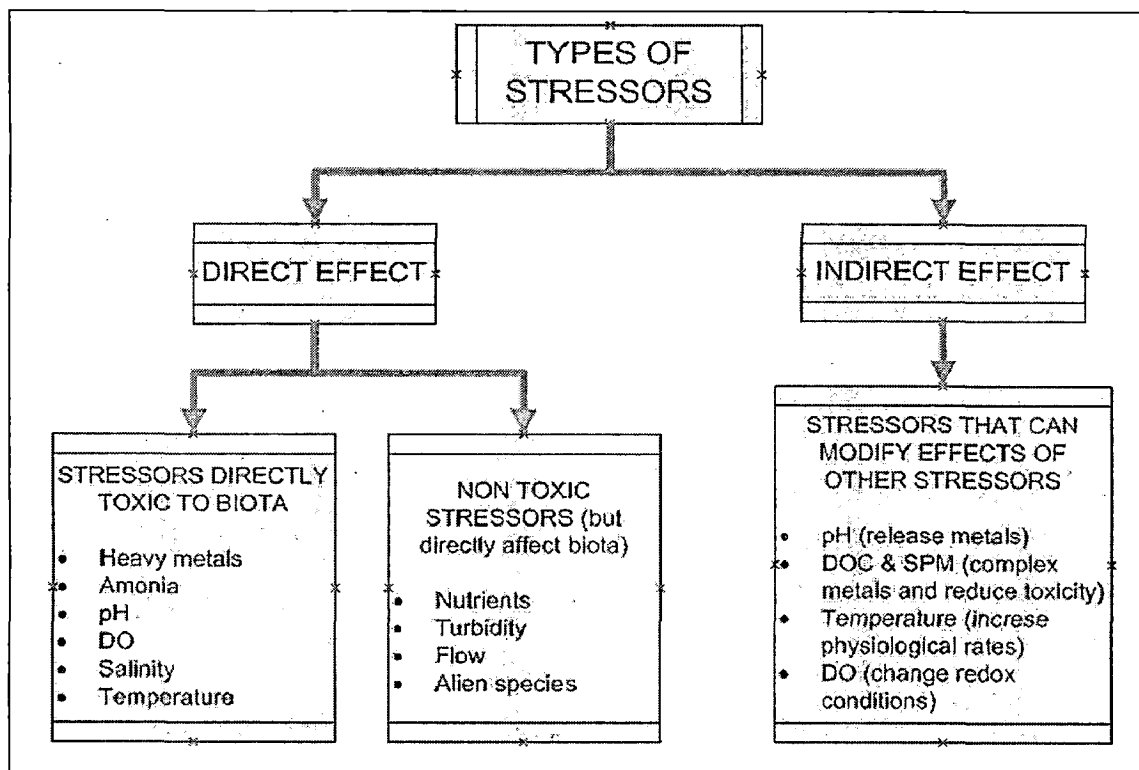 TYPES OF
STRESSORS
DIRECT EFFECT
INDIRECT EFFECT
STRESSORS DIRECTLY
TOXIC TO BIOTA
• Heavy metals
• Amonia
• pH
• DO
• Salinity
• Temperature
NON TOXIC
STRESSORS (but
directly affect biota)
• Nutrients
• Turbidity
• Flow
• Alien species
STRESSORS THAT CAN
MODIFY EFFECTS OF
OTHER STRESSORS
• pH (release metals)
• DOC & SPM (complex
metals and reduce toxicity)
• Temperature (increse
physiological rates)
• DO (change redox
conditions)